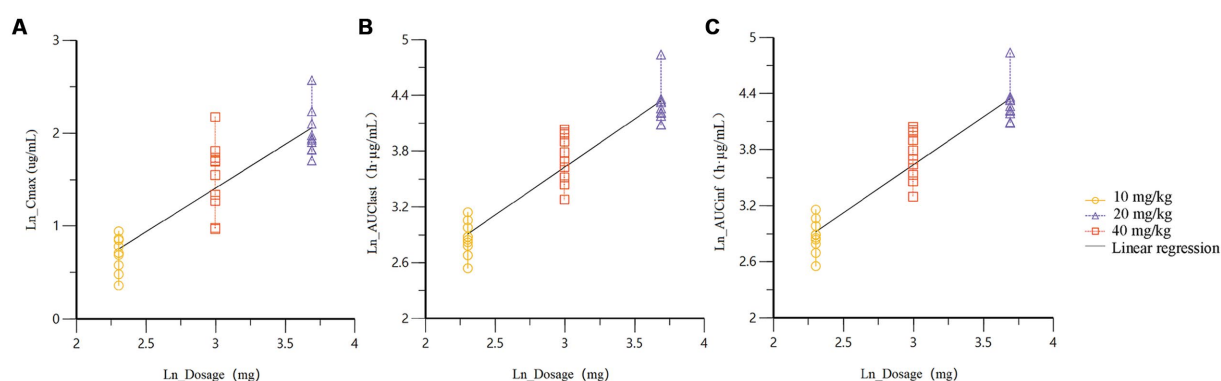 A
Ln_Cmax (ug/mL)
3
2
1
0
2
2.5
3
3.5
4
Ln_Dosage (mg)
B
Ln_AUClast (h·μg/mL)
5
4.4
3.8
3.2
2.6
2
2
2.5
3
3.5
4
Ln_Dosage (mg)
C
Ln_AUCinf (h·μg/mL)
5
4.4
3.8
3.2
2.6
2
2
2.5
3
3.5
4
Ln_Dosage (mg)
10 mg/kg
20 mg/kg
40 mg/kg
Linear regression